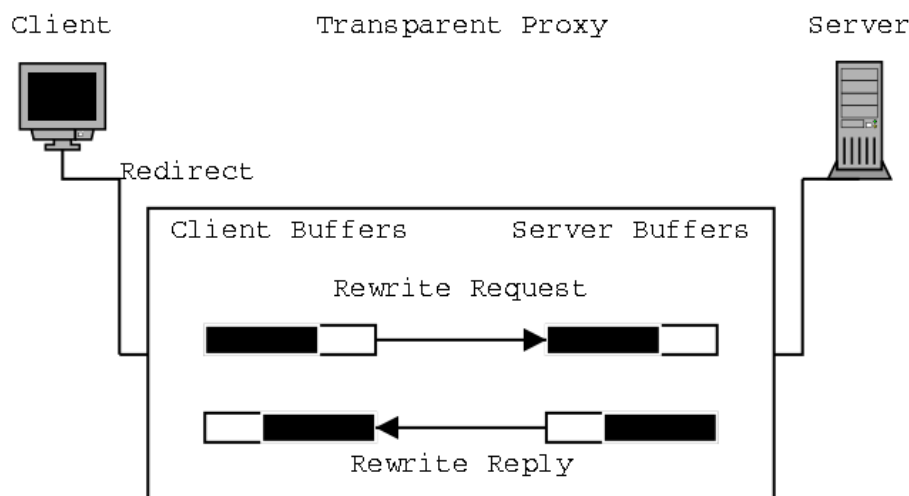 Client Transparent Proxy Server
Redirect
Client Buffers Server Buffers
Rewrite Request
Rewrite Reply